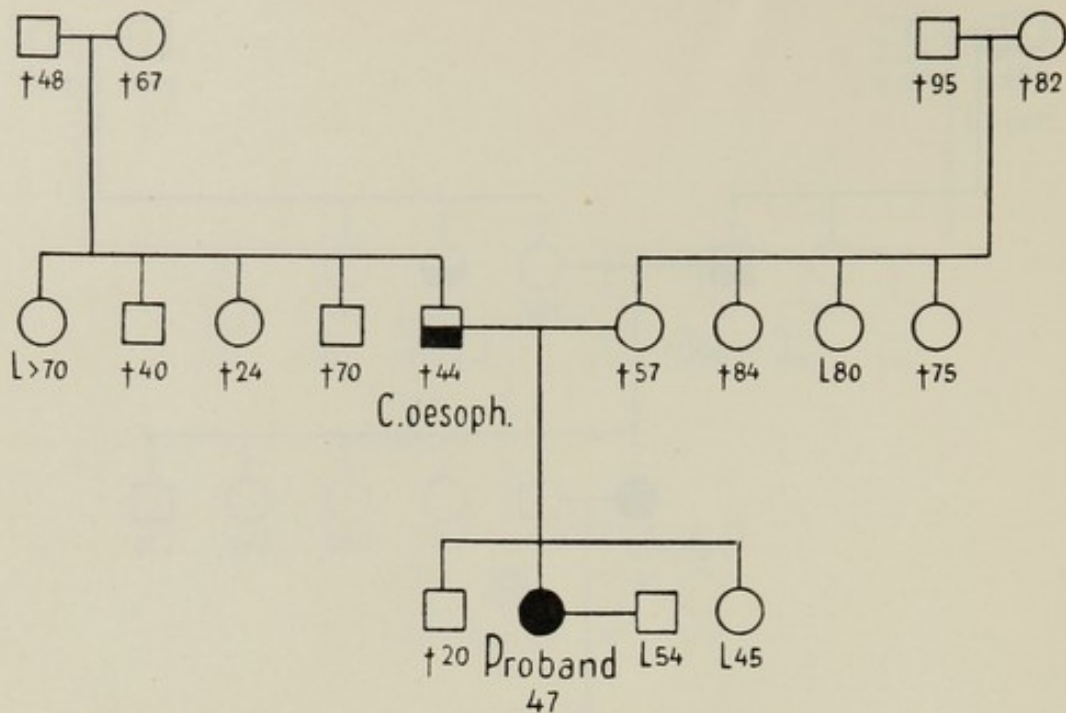 †48 †67 †95 †82
L>70 †40 †24 †70 †44 †57 †84 L80 †75
C.oesoph.
†20 Proband L54 L45
47